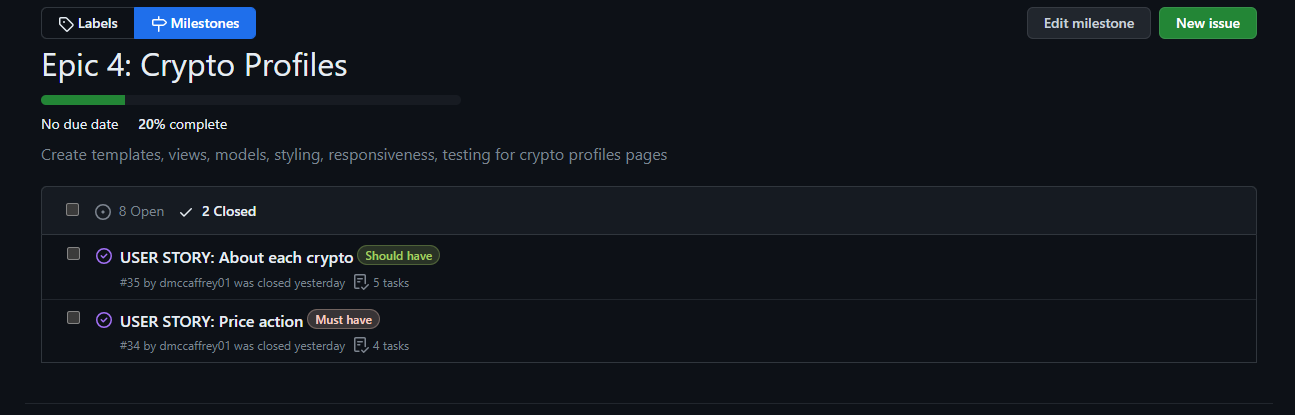 Labels Milestones Edit milestone New issue
Epic 4: Crypto Profiles
No due date 20% complete
Create templates, views, models, styling, responsiveness, testing for crypto profiles pages
8 Open 2 Closed
USER STORY: About each crypto Should have
#35 by dmccaffrey01 was closed yesterday 5 tasks
USER STORY: Price action Must have
#34 by dmccaffrey01 was closed yesterday 4 tasks